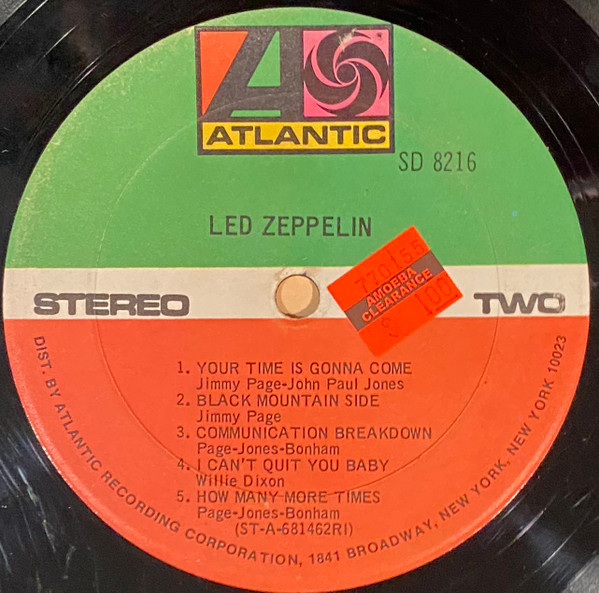 ATLANTIC
SD 8216
LED ZEPPELIN
770155
AMOEBA
CLEARANCE
$ 100
STEREO
TWO
1. YOUR TIME IS GONNA COME
Jimmy Page-John Paul Jones
2. BLACK MOUNTAIN SIDE
Jimmy Page
3. COMMUNICATION BREAKDOWN
Page-Jones-Bonham
4. I CAN'T QUIT YOU BABY
Willie Dixon
5. HOW MANY MORE TIMES
Page-Jones-Bonham
(ST-A-681462RI)
DIST. BY ATLANTIC RECORDING CORPORATION, 1841 BROADWAY, NEW YORK, NEW YORK 10023